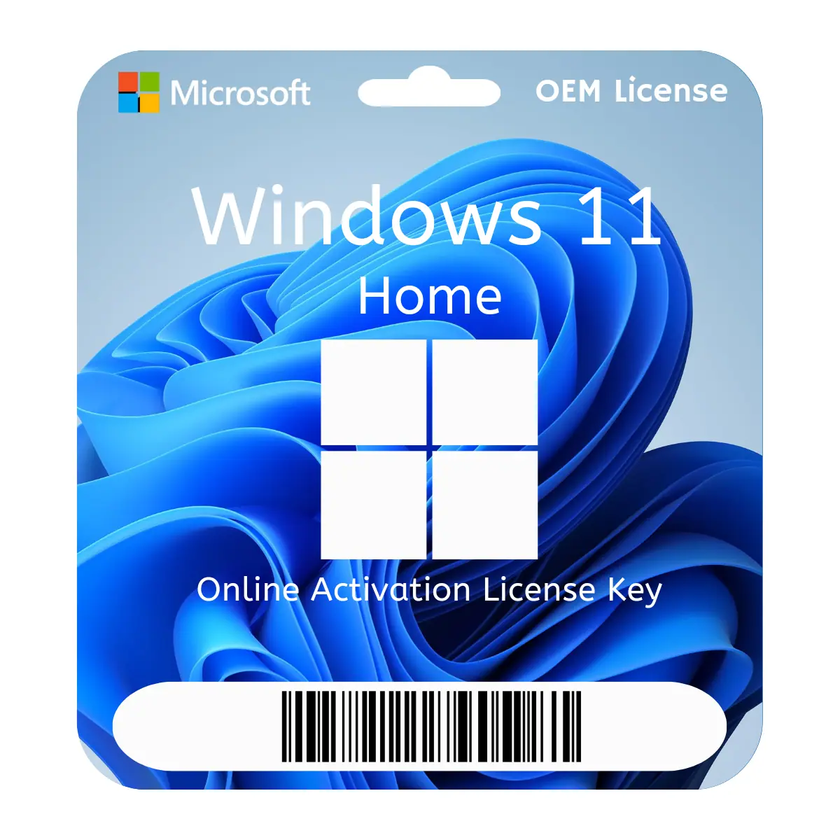 Microsoft
OEM License
Windows 11
Home
Online Activation License Key